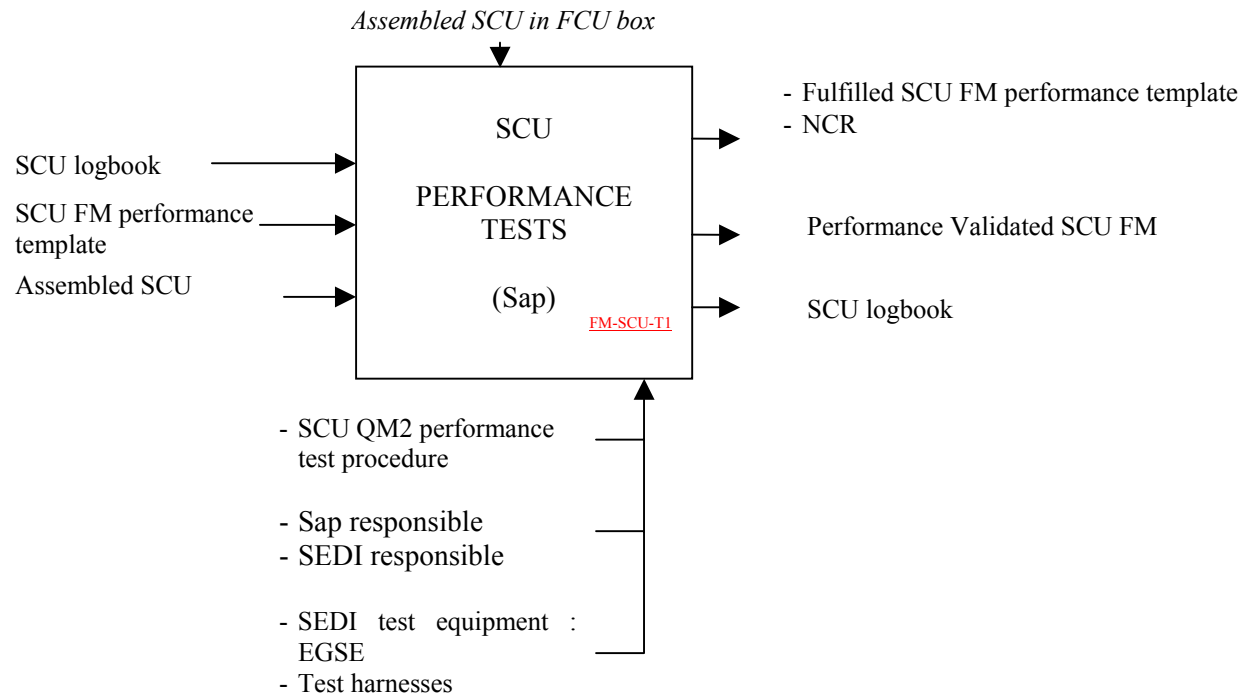 Assembled SCU in FCU box
SCU logbook
SCU FM performance
template
Assembled SCU
SCU
PERFORMANCE
TESTS
(Sap)
FM-SCU-T1
- Fulfilled SCU FM performance template
- NCR
Performance Validated SCU FM
SCU logbook
- SCU QM2 performance
test procedure
- Sap responsible
- SEDI responsible
- SEDI test equipment :
EGSE
- Test harnesses